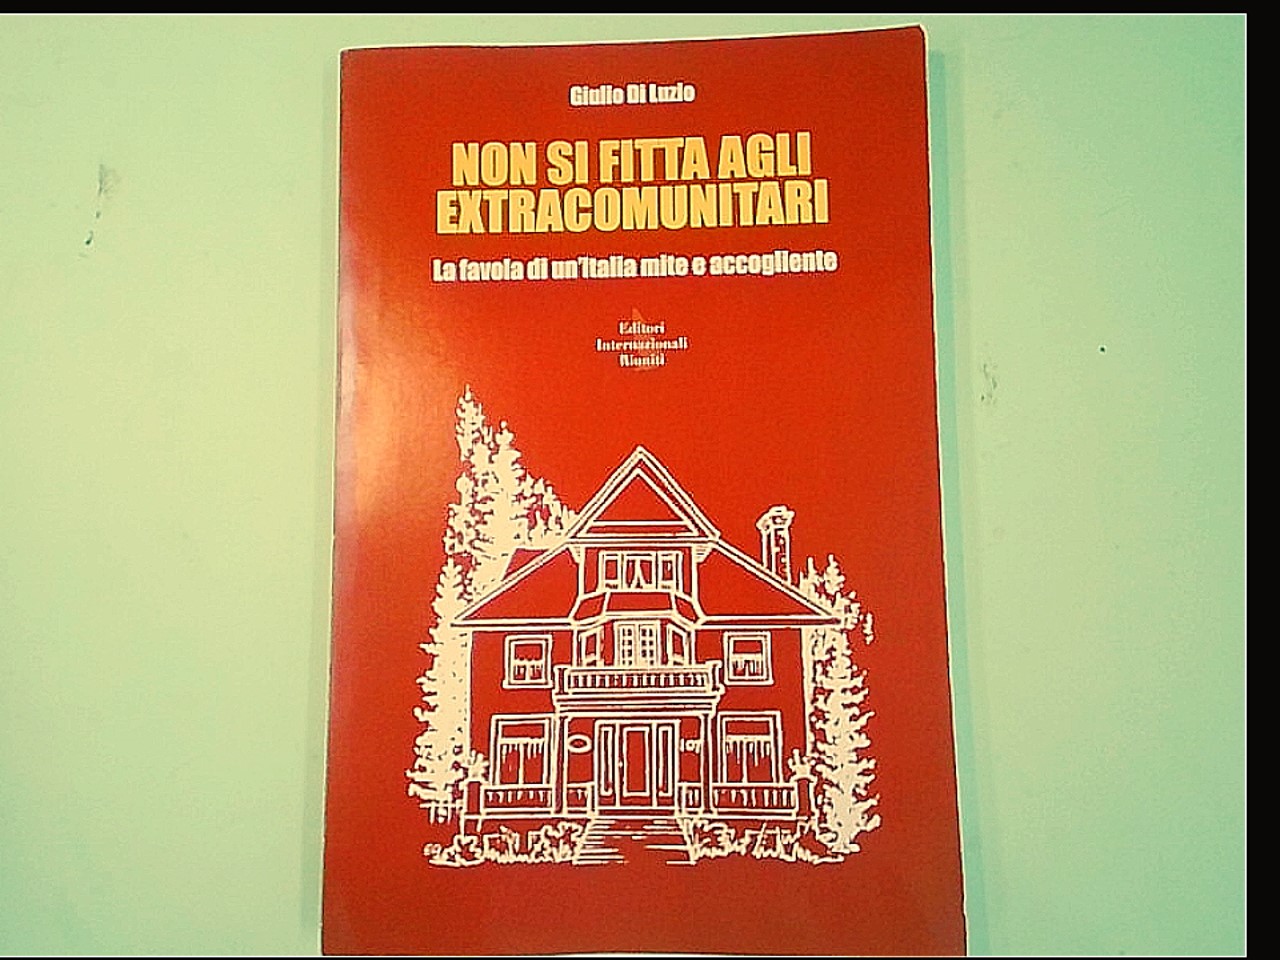 Giulio Di Luzio
NON SI FITTA AGLI
EXTRACOMUNITARI
La favola di un'Italia mite e accogliente
Editori
Internazionali
Riuniti